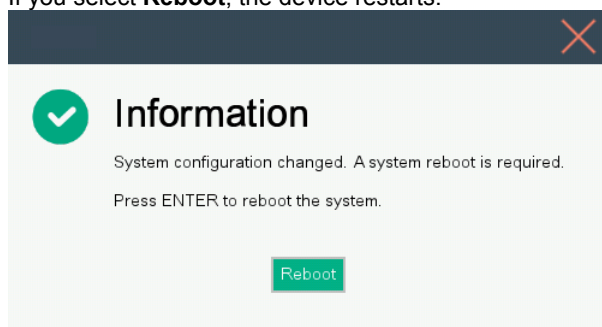 If you select Reboot, the device restarts.
Information
System configuration changed. A system reboot is required.
Press ENTER to reboot the system.
Reboot